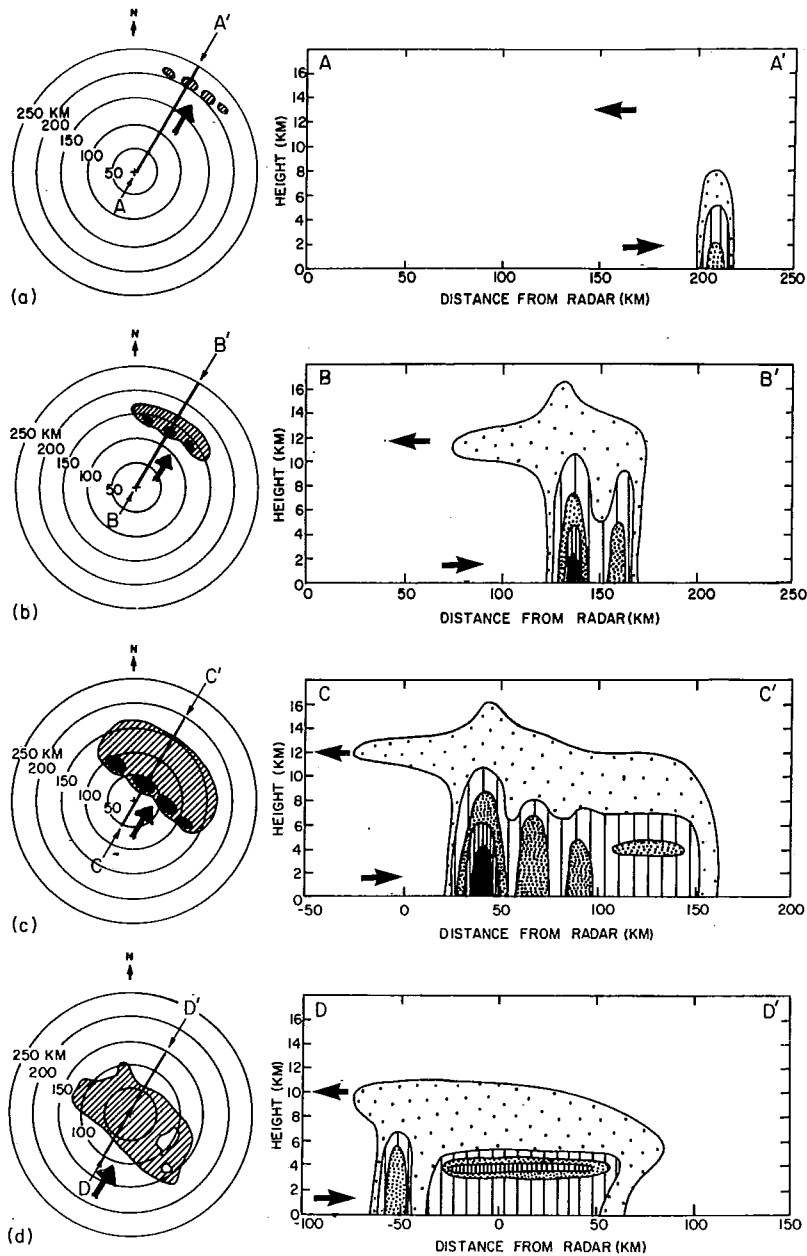 N
A'
250 KM
200
150
100
50
A
(a)
A A'
HEIGHT (KM)
16
14
12
10
8
6
4
2
0
0 50 100 150 200 250
DISTANCE FROM RADAR (KM)
N
B'
250 KM
200
150
100
50
B
(b)
B B'
HEIGHT (KM)
16
14
12
10
8
6
4
2
0
0 50 100 150 200 250
DISTANCE FROM RADAR (KM)
N
C'
250 KM
200
150
100
50
C
(c)
C C'
HEIGHT (KM)
16
14
12
10
8
6
4
2
0
-50 0 50 100 150 200
DISTANCE FROM RADAR (KM)
N
D'
250 KM
200
150
100
D
(d)
D D'
HEIGHT (KM)
16
14
12
10
8
6
4
2
0
-100 -50 0 50 100 150
DISTANCE FROM RADAR (KM)